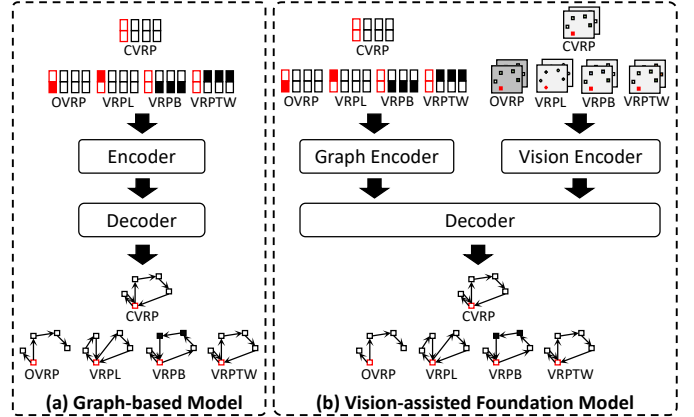 CVRP
OVRP VRPL VRPB VRPTW
Encoder
Decoder
CVRP
OVRP VRPL VRPB VRPTW
(a) Graph-based Model
CVRP
OVRP VRPL VRPB VRPTW
CVRP
OVRP VRPL VRPB VRPTW
Graph Encoder
Vision Encoder
Decoder
CVRP
OVRP VRPL VRPB VRPTW
(b) Vision-assisted Foundation Model